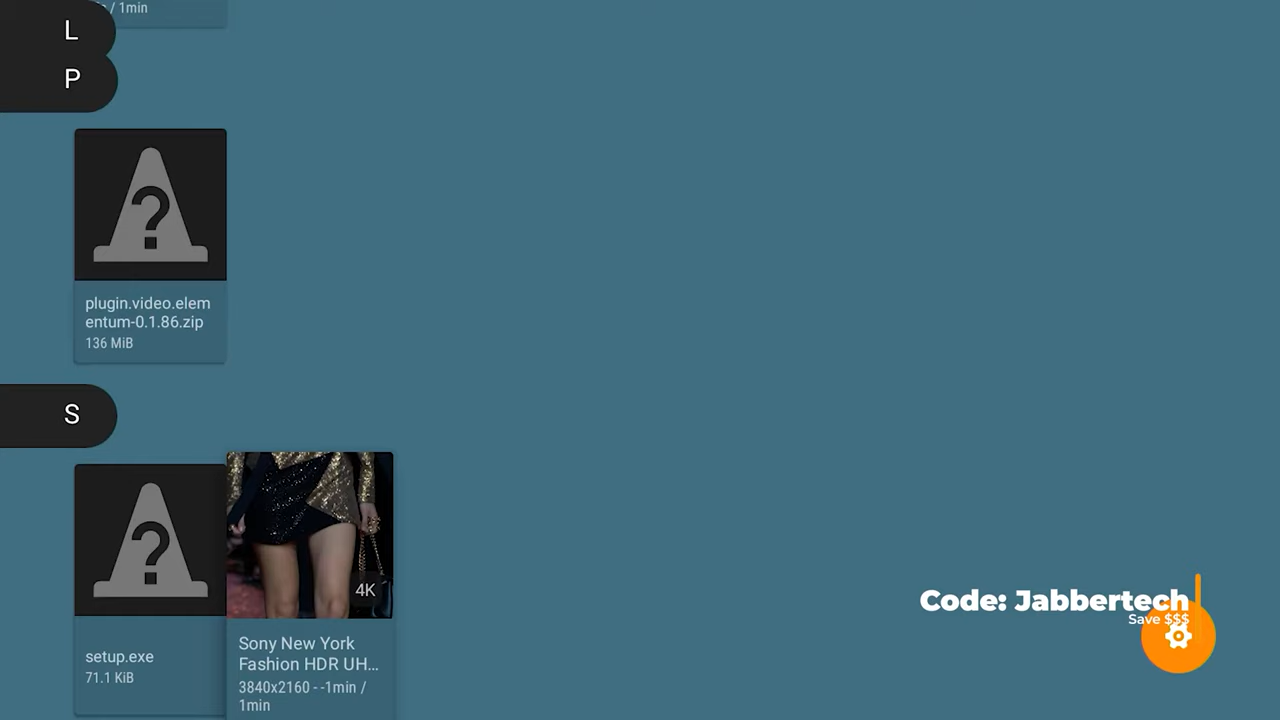 / 1min
L
P
?
plugin.video.elem
entum-0.1.86.zip
136 MiB
S
?
4K
setup.exe
71.1 KiB
Sony New York
Fashion HDR UH...
3840x2160 - -1min /
1min
Code: Jabbertech
Save $$$